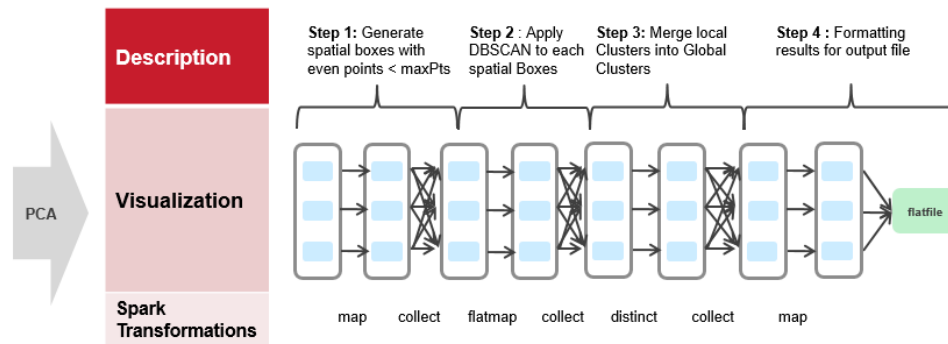 Description
Step 1: Generate
spatial boxes with
even points < maxPts
Step 2 : Apply
DBSCAN to each
spatial Boxes
Step 3: Merge local
Clusters into Global
Clusters
Step 4 : Formatting
results for output file
PCA
Visualization
flatfile
Spark
Transformations
map collect flatmap collect distinct collect map